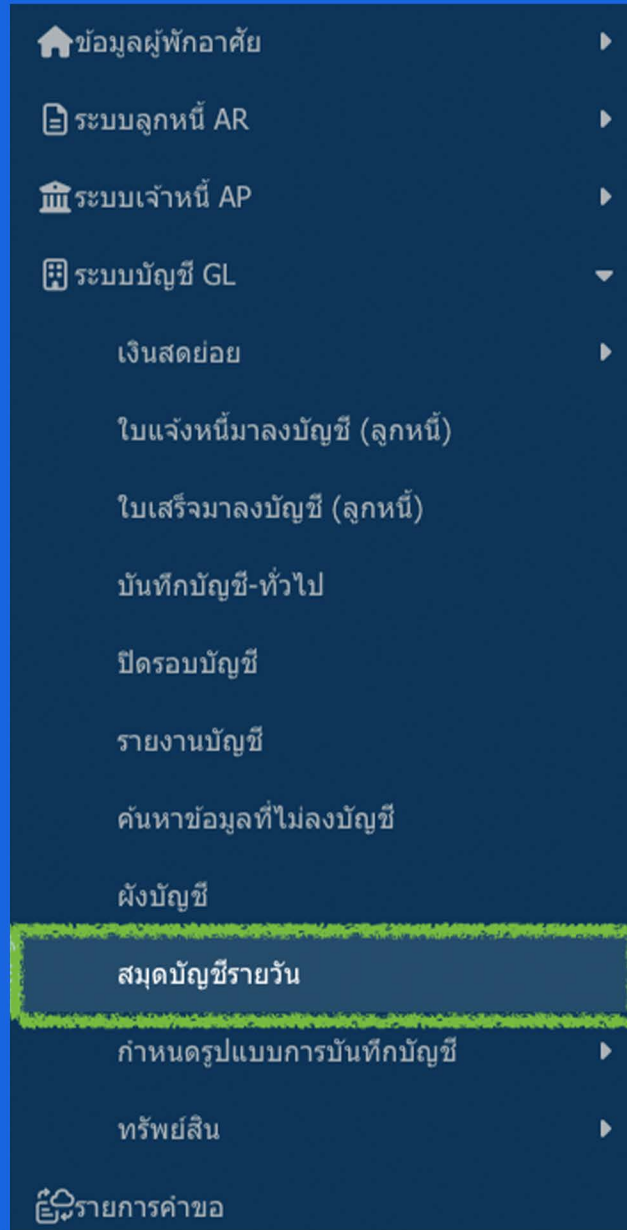 ข้อมูลผู้พักอาศัย
ระบบลูกหนี้ AR
ระบบเจ้าหนี้ AP
ระบบบัญชี GL
เงินสดย่อย
ใบแจ้งหนี้มาลงบัญชี (ลูกหนี้)
ใบเสร็จมาลงบัญชี (ลูกหนี้)
บันทึกบัญชี-ทั่วไป
ปิดรอบบัญชี
รายงานบัญชี
ค้นหาข้อมูลที่ไม่ลงบัญชี
ผังบัญชี
สมุดบัญชีรายวัน
กำหนดรูปแบบการบันทึกบัญชี
ทรัพย์สิน
รายการคำขอ